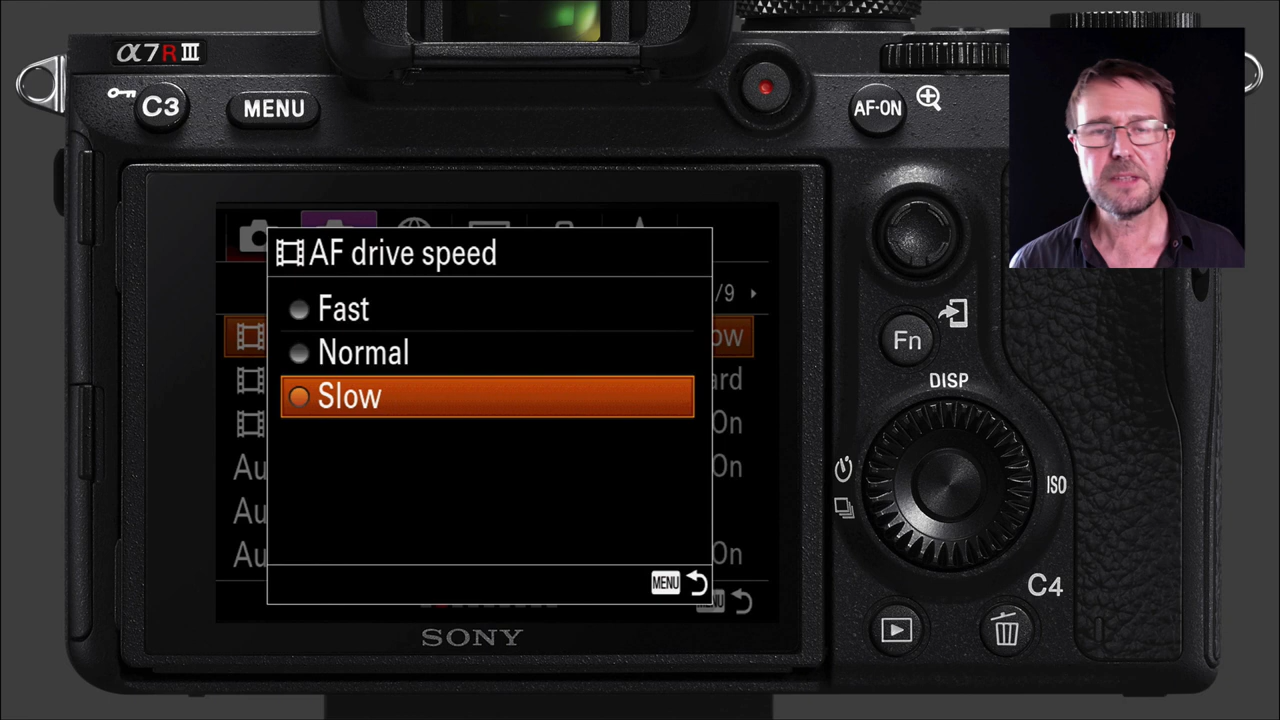 α7RIII
C3
MENU
AF-ON
AF drive speed
Fast
/9
Normal
ow
Slow
ard
On
Au
On
Au
Au
On
MENU
SONY
Fn
DISP
ISO
C4